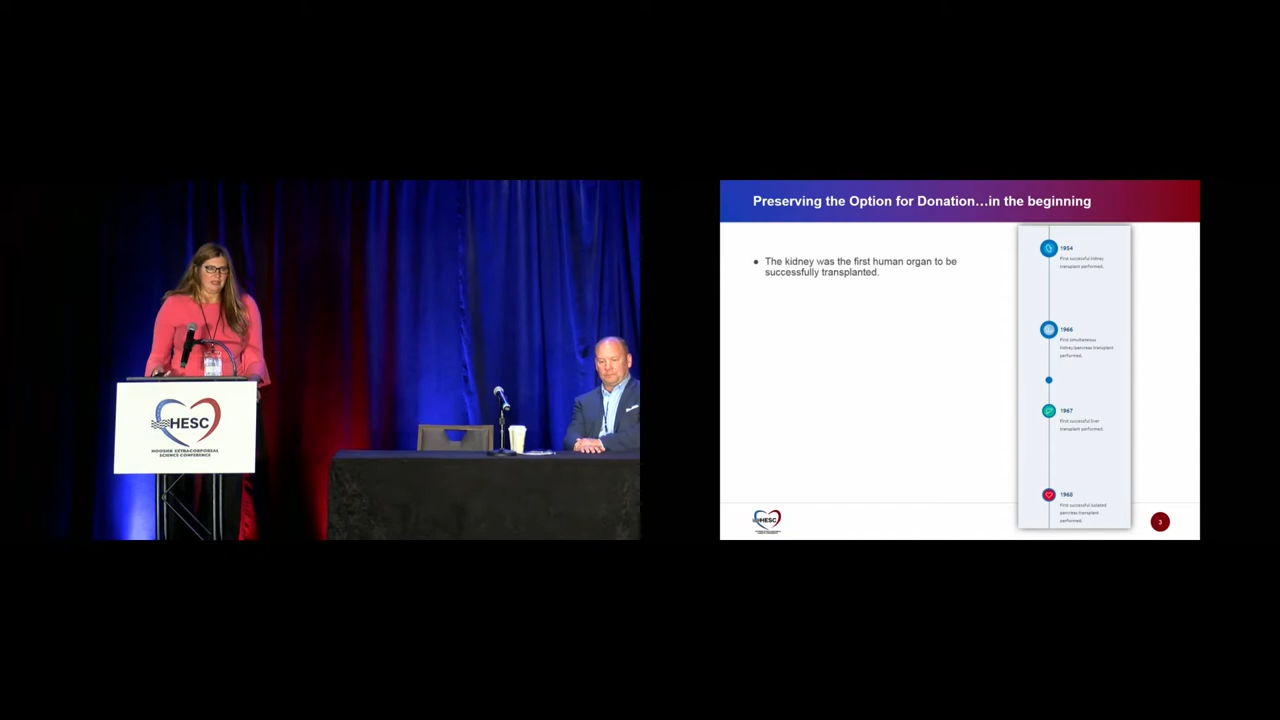 HESC
HOOSIER EXTRACORPOREAL
SCIENCE CONFERENCE
Preserving the Option for Donation…in the beginning
● The kidney was the first human organ to be
successfully transplanted.
1954
First successful kidney
transplant performed.
1966
First simultaneous
kidney/pancreas transplant
performed.
1967
First successful liver
transplant performed.
1968
First successful isolated
pancreas transplant
performed.
HESC
3